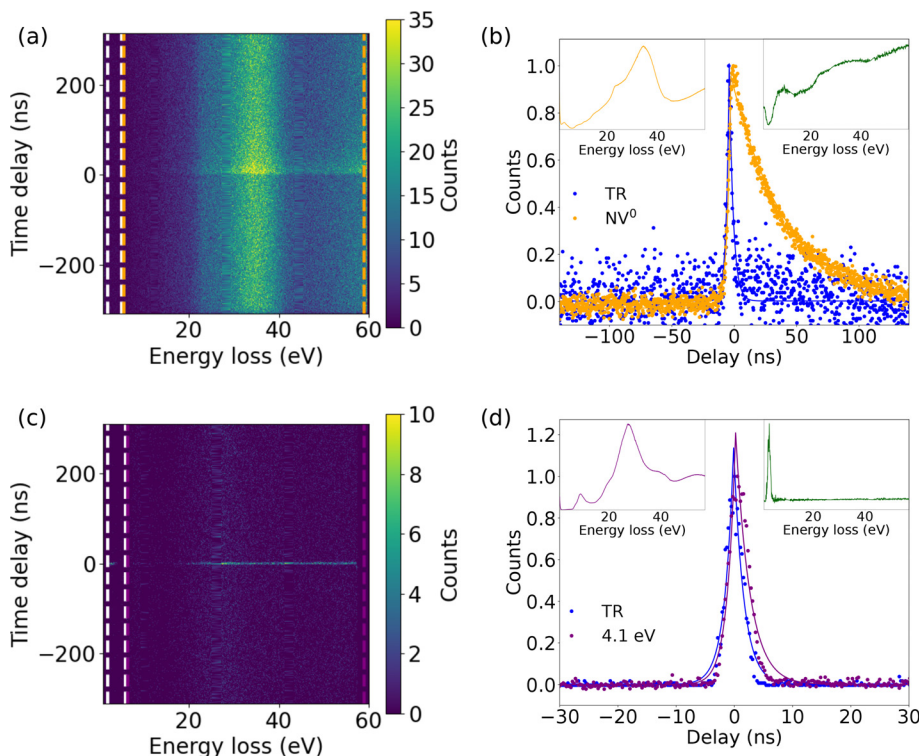 (a)
Time delay (ns)
200
0
−200
20
40
60
Energy loss (eV)
35
30
25
20
15
10
5
0
Counts
(b)
Counts
1.0
0.8
0.6
0.4
0.2
0.0
20
40
Energy loss (eV)
20
40
Energy loss (eV)
TR
NV⁰
−100
−50
0
50
100
Delay (ns)
(c)
Time delay (ns)
200
0
−200
20
40
60
Energy loss (eV)
10
8
6
4
2
0
Counts
(d)
Counts
1.2
1.0
0.8
0.6
0.4
0.2
0.0
20
40
Energy loss (eV)
20
40
Energy loss (eV)
TR
4.1 eV
−30
−20
−10
0
10
20
30
Delay (ns)